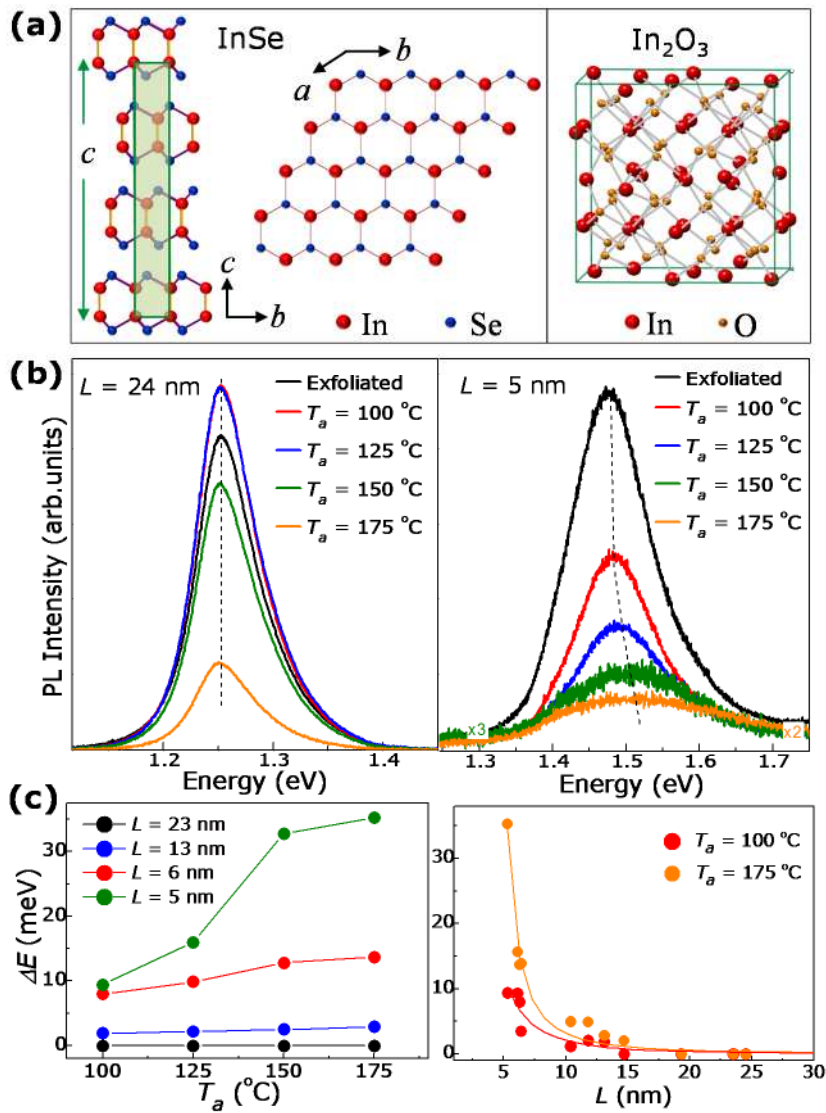 (a)
InSe
In2O3
a
b
c
c
b
In
Se
In
O
(b)
L = 24 nm
Exfoliated
Ta = 100 °C
Ta = 125 °C
Ta = 150 °C
Ta = 175 °C
L = 5 nm
Exfoliated
Ta = 100 °C
Ta = 125 °C
Ta = 150 °C
Ta = 175 °C
PL Intensity (arb.units)
x3
x2
1.2 1.3 1.4
1.3 1.4 1.5 1.6 1.7
Energy (eV)
Energy (eV)
(c)
L = 23 nm
L = 13 nm
L = 6 nm
L = 5 nm
ΔE (meV)
30
20
10
0
100 125 150 175
Ta (°C)
Ta = 100 °C
Ta = 175 °C
30
20
10
0
5 10 15 20 25 30
L (nm)